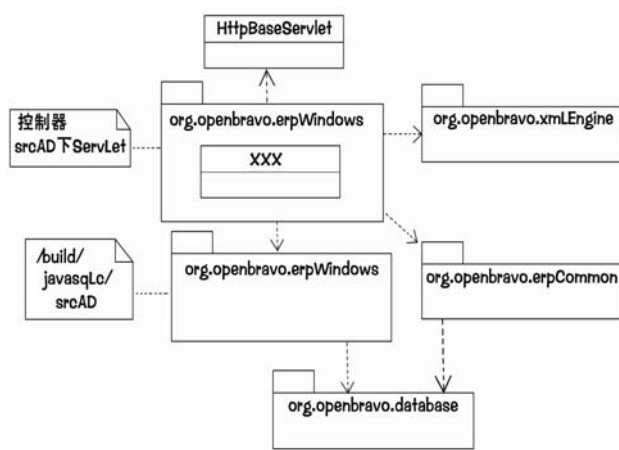 HttpBaseServlet
org.openbravo.erpWindows
控制器
srcAD下ServLet
XXX
org.openbravo.xmLEngine
/build/
javasqLc/
srcAD
org.openbravo.erpWindows
org.openbravo.erpCommon
org.openbravo.database